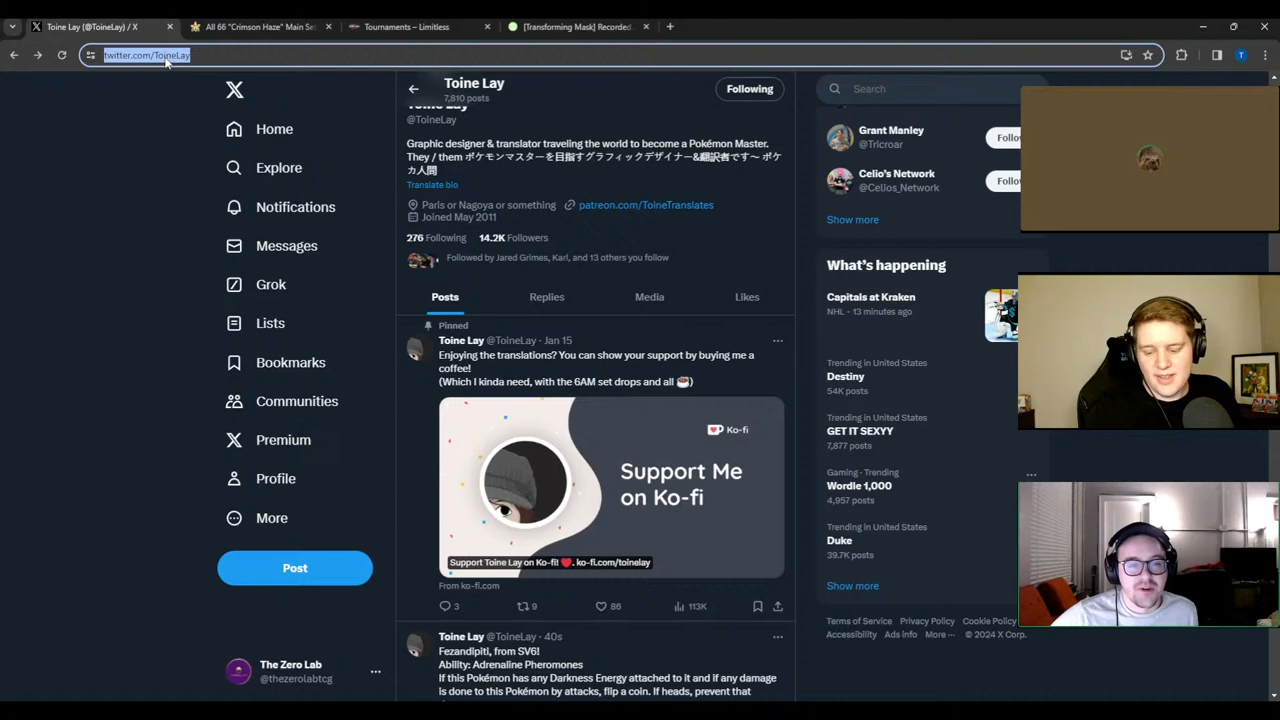 Toine Lay (@ToineLay) / X
All 66 "Crimson Haze" Main Set
Tournaments – Limitless
[Transforming Mask] Recorded
twitter.com/ToineLay
Home
Explore
Notifications
Messages
Grok
Lists
Bookmarks
Communities
Premium
Profile
More
Post
The Zero Lab
@thezerolabtcg
Toine Lay
7,810 posts
Following
Toine Lay
@ToineLay
Graphic designer & translator traveling the world to become a Pokémon Master.
They / them ポケモンマスターを目指すグラフィックデザイナー&翻訳者です〜 ポケ
カ人間
Translate bio
Paris or Nagoya or something
patreon.com/ToineTranslates
Joined May 2011
276 Following 14.2K Followers
Followed by Jared Grimes, Karl, and 13 others you follow
Posts Replies Media Likes
Pinned
Toine Lay @ToineLay · Jan 15
Enjoying the translations? You can show your support by buying me a
coffee!
(Which I kinda need, with the 6AM set drops and all ☕)
Ko-fi
Support Me
on Ko-fi
Support Toine Lay on Ko-fi! ❤️. ko-fi.com/toinelay
From ko-fi.com
3 9 86 113K
Toine Lay @ToineLay · 40s
Fezandipiti, from SV6!
Ability: Adrenaline Pheromones
If this Pokémon has any Darkness Energy attached to it and if any damage
is done to this Pokémon by attacks, flip a coin. If heads, prevent that
Search
Grant Manley
@Tricroar
Follo
Celio's Network
@Celios_Network
Follo
Show more
What's happening
Capitals at Kraken
NHL · 13 minutes ago
Trending in United States
Destiny
54K posts
Trending in United States
GET IT SEXYY
7,877 posts
Gaming · Trending
Wordle 1,000
4,957 posts
Trending in United States
Duke
39.7K posts
Show more
Terms of Service Privacy Policy Cookie Policy
Accessibility Ads info More ··· © 2024 X Corp.